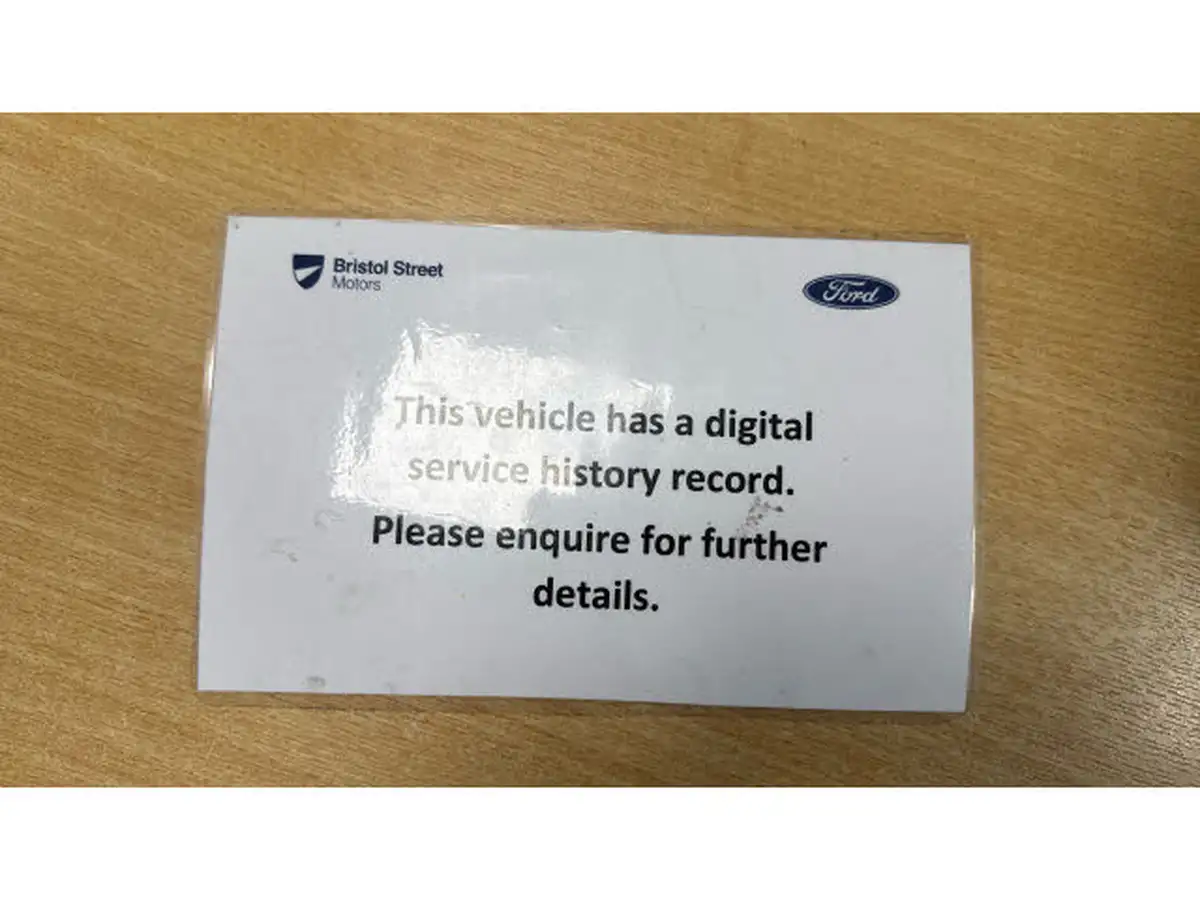 Bristol Street
Motors
Ford
This vehicle has a digital
service history record.
Please enquire for further
details.